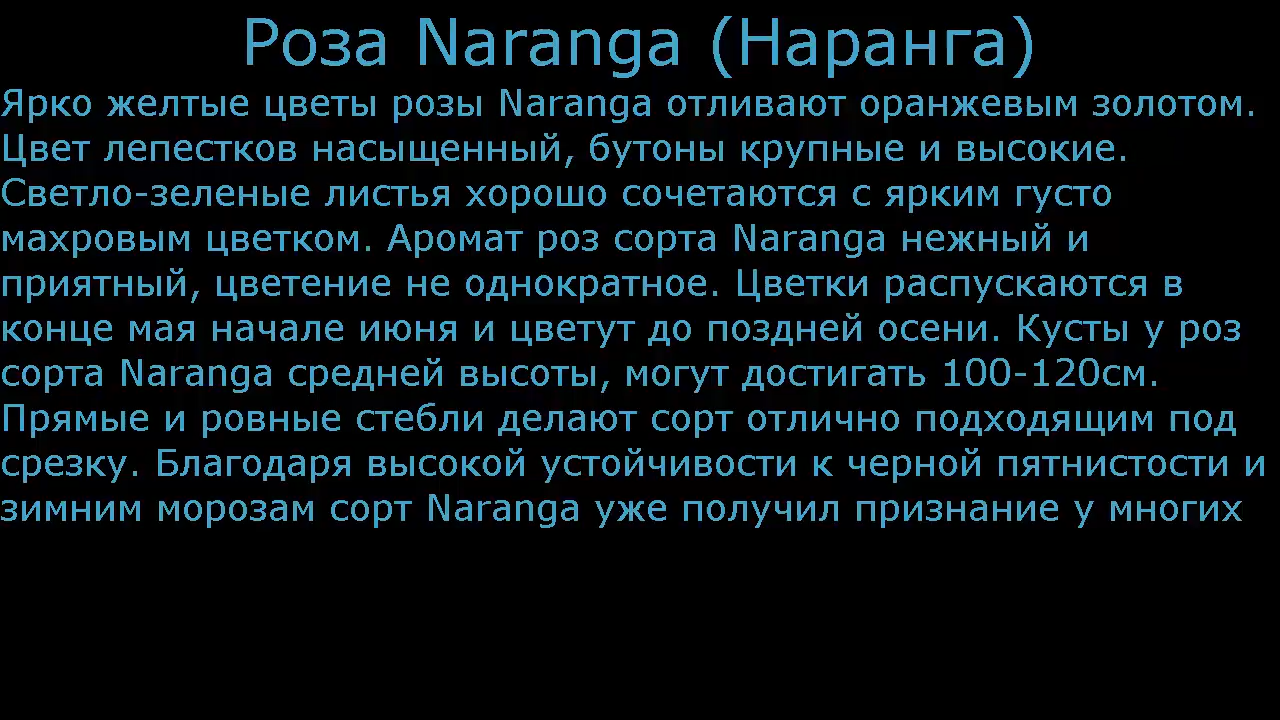 Роза Naranga (Наранга)
Ярко желтые цветы розы Naranga отливают оранжевым золотом.
Цвет лепестков насыщенный, бутоны крупные и высокие.
Светло-зеленые листья хорошо сочетаются с ярким густо
махровым цветком. Аромат роз сорта Naranga нежный и
приятный, цветение не однократное. Цветки распускаются в
конце мая начале июня и цветут до поздней осени. Кусты у роз
сорта Naranga средней высоты, могут достигать 100-120см.
Прямые и ровные стебли делают сорт отлично подходящим под
срезку. Благодаря высокой устойчивости к черной пятнистости и
зимним морозам сорт Naranga уже получил признание у многих